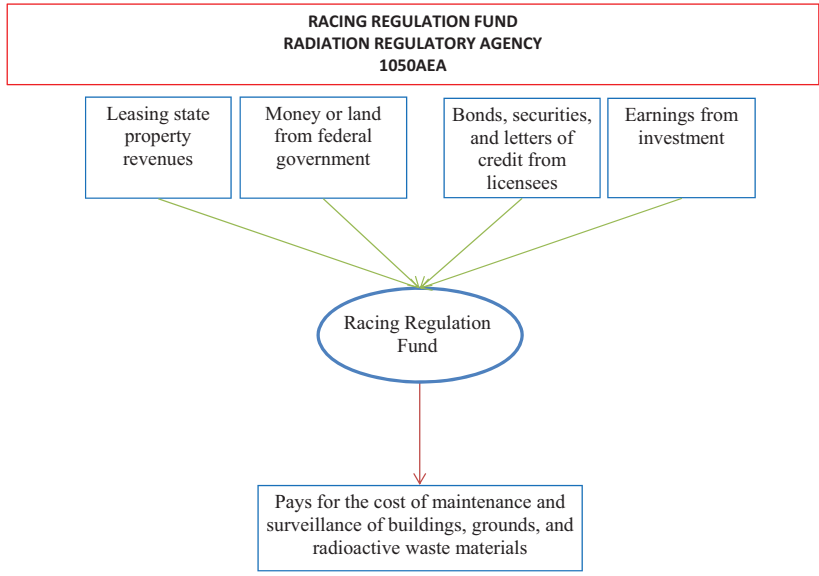 RACING REGULATION FUND
RADIATION REGULATORY AGENCY
1050AEA
Leasing state
property
revenues
Money or land
from federal
government
Bonds, securities,
and letters of
credit from
licensees
Earnings from
investment
Racing Regulation
Fund
Pays for the cost of maintenance and
surveillance of buildings, grounds, and
radioactive waste materials